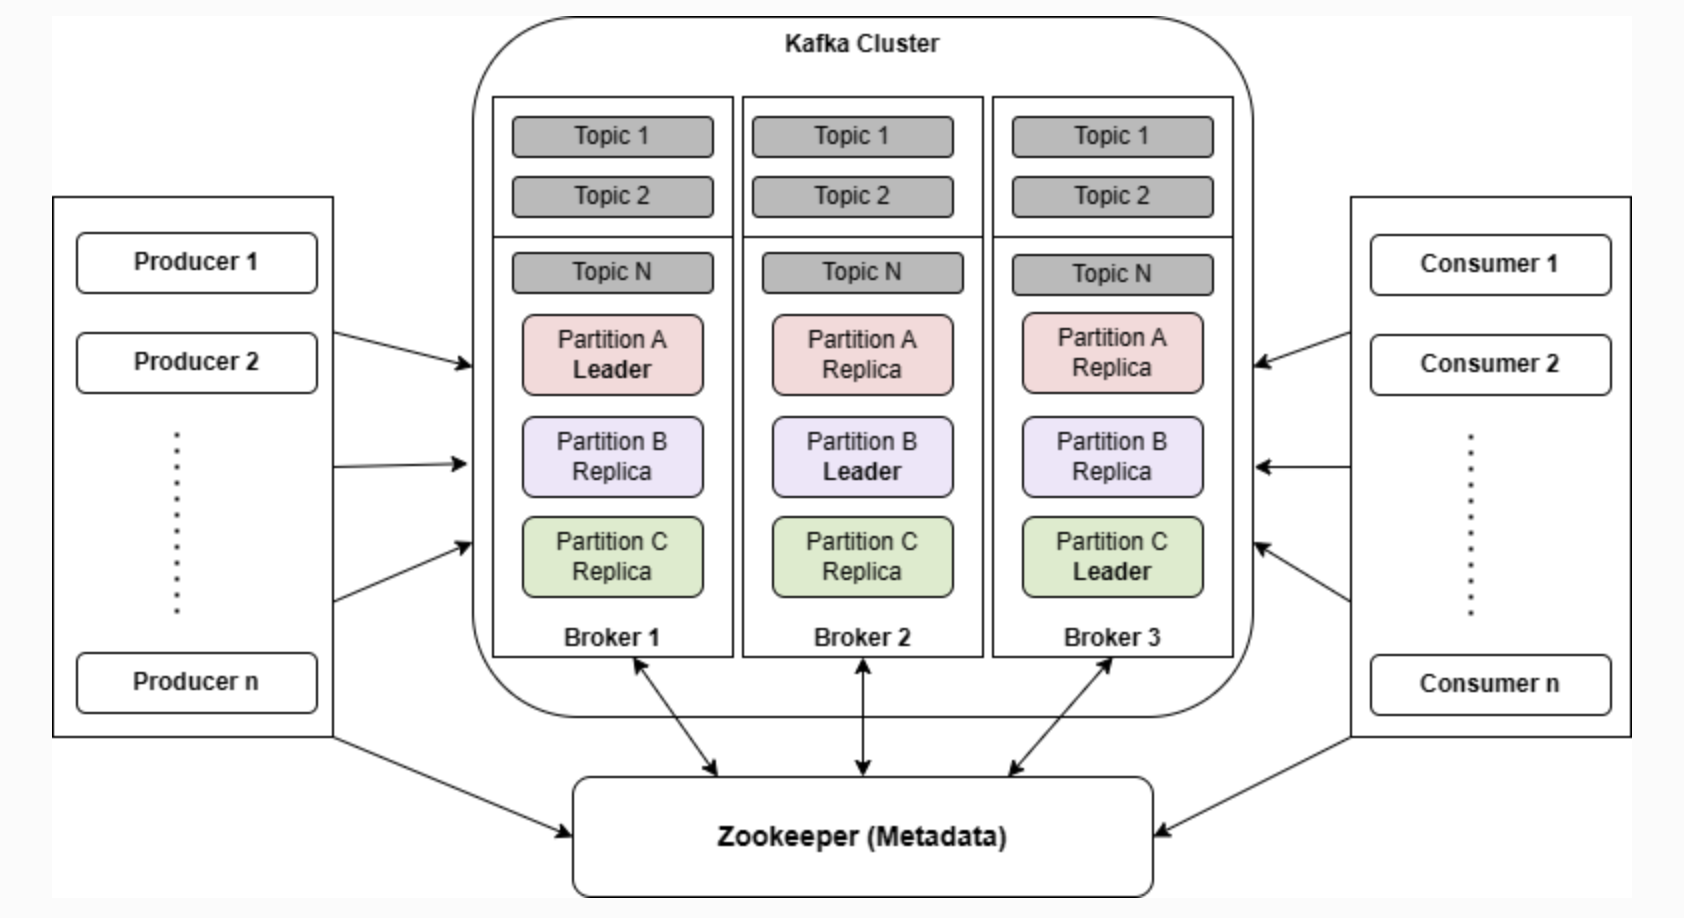 Kafka Cluster
Topic 1
Topic 2
Topic N
Partition A
Leader
Partition B
Replica
Partition C
Replica
Broker 1
Topic 1
Topic 2
Topic N
Partition A
Replica
Partition B
Leader
Partition C
Replica
Broker 2
Topic 1
Topic 2
Topic N
Partition A
Replica
Partition B
Replica
Partition C
Leader
Broker 3
Producer 1
Producer 2
Producer n
Consumer 1
Consumer 2
Consumer n
Zookeeper (Metadata)